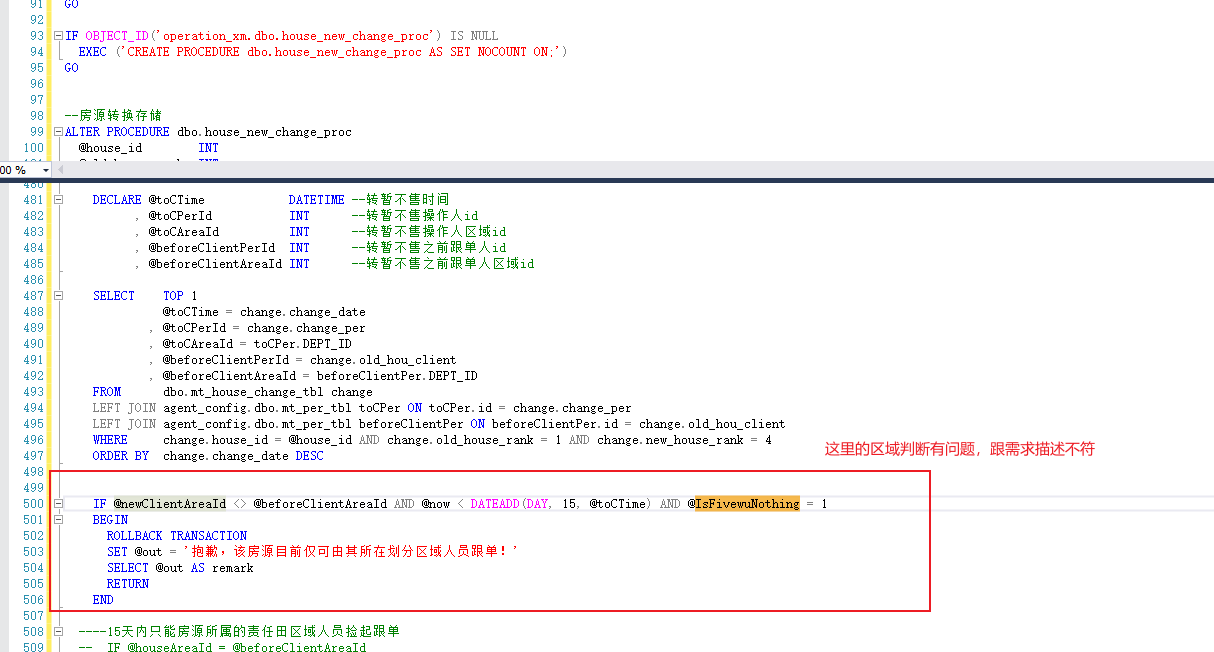 91 GO
92
93 IF OBJECT_ID('operation_xm.dbo.house_new_change_proc') IS NULL
94 EXEC ('CREATE PROCEDURE dbo.house_new_change_proc AS SET NOCOUNT ON;')
95 GO
96
97
98 --房源转换存储
99 ALTER PROCEDURE dbo.house_new_change_proc
100 @house_id INT
00 %
481 DECLARE @toCTime DATETIME --转暂不售时间
482 , @toCPerId INT --转暂不售操作人id
483 , @toCAreaId INT --转暂不售操作人区域id
484 , @beforeClientPerId INT --转暂不售之前跟单人id
485 , @beforeClientAreaId INT --转暂不售之前跟单人区域id
486
487 SELECT TOP 1
488 @toCTime = change.change_date
489 , @toCPerId = change.change_per
490 , @toCAreaId = toCPer.DEPT_ID
491 , @beforeClientPerId = change.old_hou_client
492 , @beforeClientAreaId = beforeClientPer.DEPT_ID
493 FROM dbo.mt_house_change_tbl change
494 LEFT JOIN agent_config.dbo.mt_per_tbl toCPer ON toCPer.id = change.change_per
495 LEFT JOIN agent_config.dbo.mt_per_tbl beforeClientPer ON beforeClientPer.id = change.old_hou_client
496 WHERE change.house_id = @house_id AND change.old_house_rank = 1 AND change.new_house_rank = 4
497 ORDER BY change.change_date DESC
这里的区域判断有问题，跟需求描述不符
498
499
500 IF @newClientAreaId <> @beforeClientAreaId AND @now < DATEADD(DAY, 15, @toCTime) AND @IsFivewuNothing = 1
501 BEGIN
502 ROLLBACK TRANSACTION
503 SET @out = '抱歉，该房源目前仅可由其所在划分区域人员跟单！'
504 SELECT @out AS remark
505 RETURN
506 END
507
508 ----15天内只能房源所属的责任田区域人员捡起跟单
509 -- IF @houseAreaId = @beforeClientAreaId